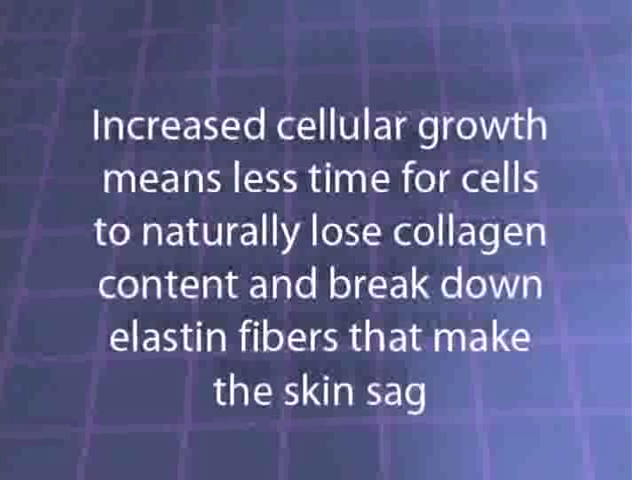 Increased cellular growth
means less time for cells
to naturally lose collagen
content and break down
elastin fibers that make
the skin sag